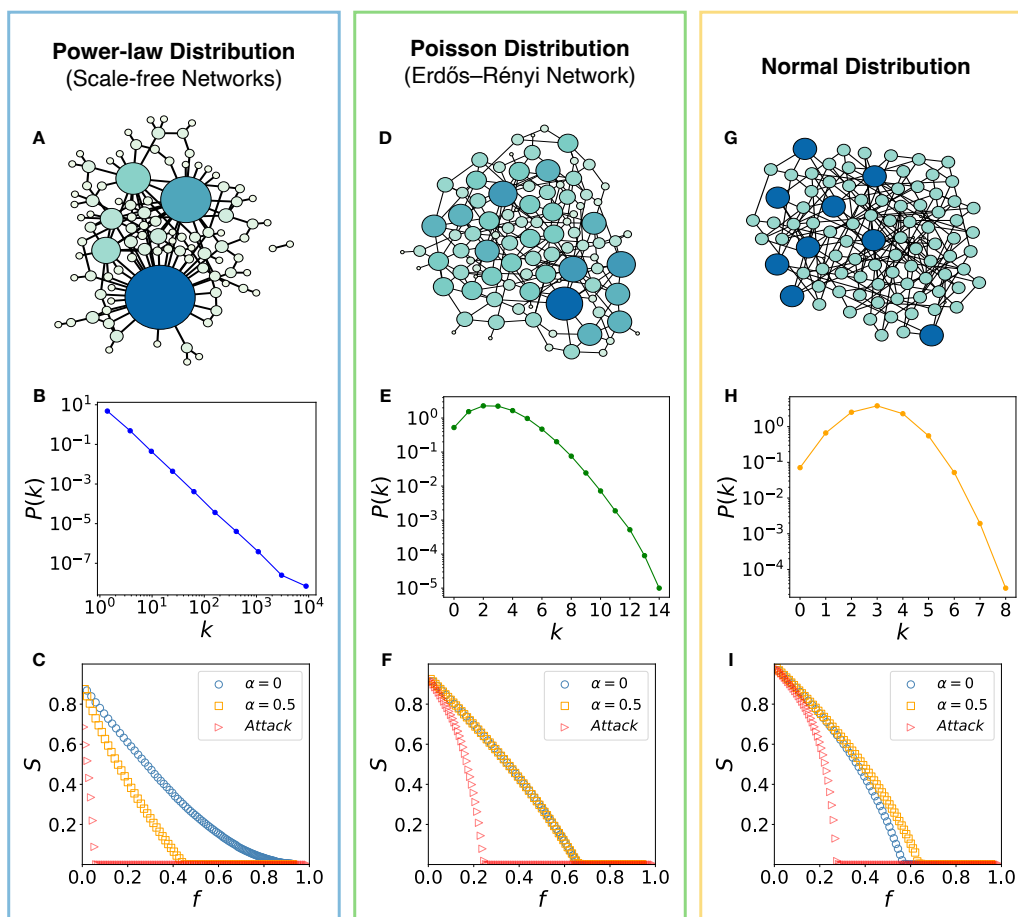 Power-law Distribution
(Scale-free Networks)
A
B
10^1
10^-1
10^-3
10^-5
10^-7
P(k)
10^0 10^1 10^2 10^3 10^4
k
C
α = 0
α = 0.5
Attack
0.8
0.6
0.4
0.2
S
0.0 0.2 0.4 0.6 0.8 1.0
f
Poisson Distribution
(Erdős–Rényi Network)
D
E
10^0
10^-1
10^-2
10^-3
10^-4
10^-5
P(k)
0 2 4 6 8 10 12 14
k
F
α = 0
α = 0.5
Attack
0.8
0.6
0.4
0.2
S
0.0 0.2 0.4 0.6 0.8 1.0
f
Normal Distribution
G
H
10^0
10^-1
10^-2
10^-3
10^-4
P(k)
0 1 2 3 4 5 6 7 8
k
I
α = 0
α = 0.5
Attack
0.8
0.6
0.4
0.2
S
0.0 0.2 0.4 0.6 0.8 1.0
f